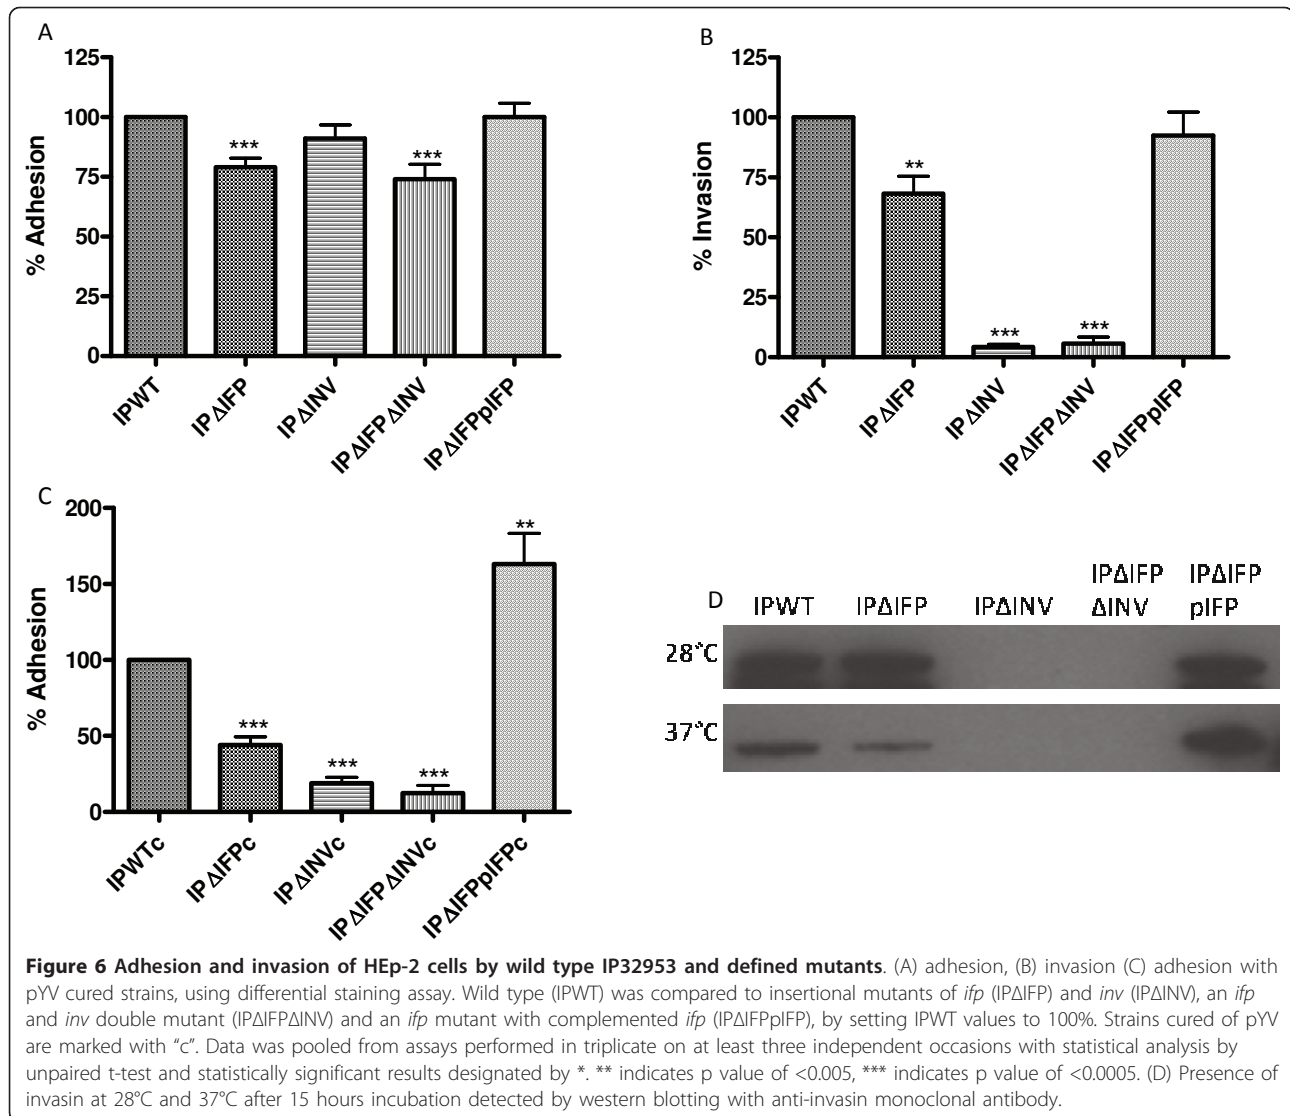 A
125
100
75
50
25
0
% Adhesion
***
***
IPWT
IPΔIFP
IPΔINV
IPΔIFPΔINV
IPΔIFPpIFP
B
125
100
75
50
25
0
% Invasion
**
***
***
IPWT
IPΔIFP
IPΔINV
IPΔIFPΔINV
IPΔIFPpIFP
C
200
150
100
50
0
% Adhesion
***
***
***
**
IPWTc
IPΔIFPc
IPΔINVc
IPΔIFPΔINVc
IPΔIFPpIFPc
D
IPWT IPΔIFP IPΔINV IPΔIFP ΔINV IPΔIFP pIFP
28°C
37°C
Figure 6 Adhesion and invasion of HEp-2 cells by wild type IP32953 and defined mutants. (A) adhesion, (B) invasion (C) adhesion with
pYV cured strains, using differential staining assay. Wild type (IPWT) was compared to insertional mutants of ifp (IPΔIFP) and inv (IPΔINV), an ifp
and inv double mutant (IPΔIFPΔINV) and an ifp mutant with complemented ifp (IPΔIFPpIFP), by setting IPWT values to 100%. Strains cured of pYV
are marked with “c”. Data was pooled from assays performed in triplicate on at least three independent occasions with statistical analysis by
unpaired t-test and statistically significant results designated by *. ** indicates p value of <0.005, *** indicates p value of <0.0005. (D) Presence of
invasin at 28°C and 37°C after 15 hours incubation detected by western blotting with anti-invasin monoclonal antibody.